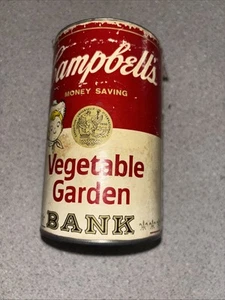 Campbell's
MONEY SAVING
Vegetable
Garden
BANK